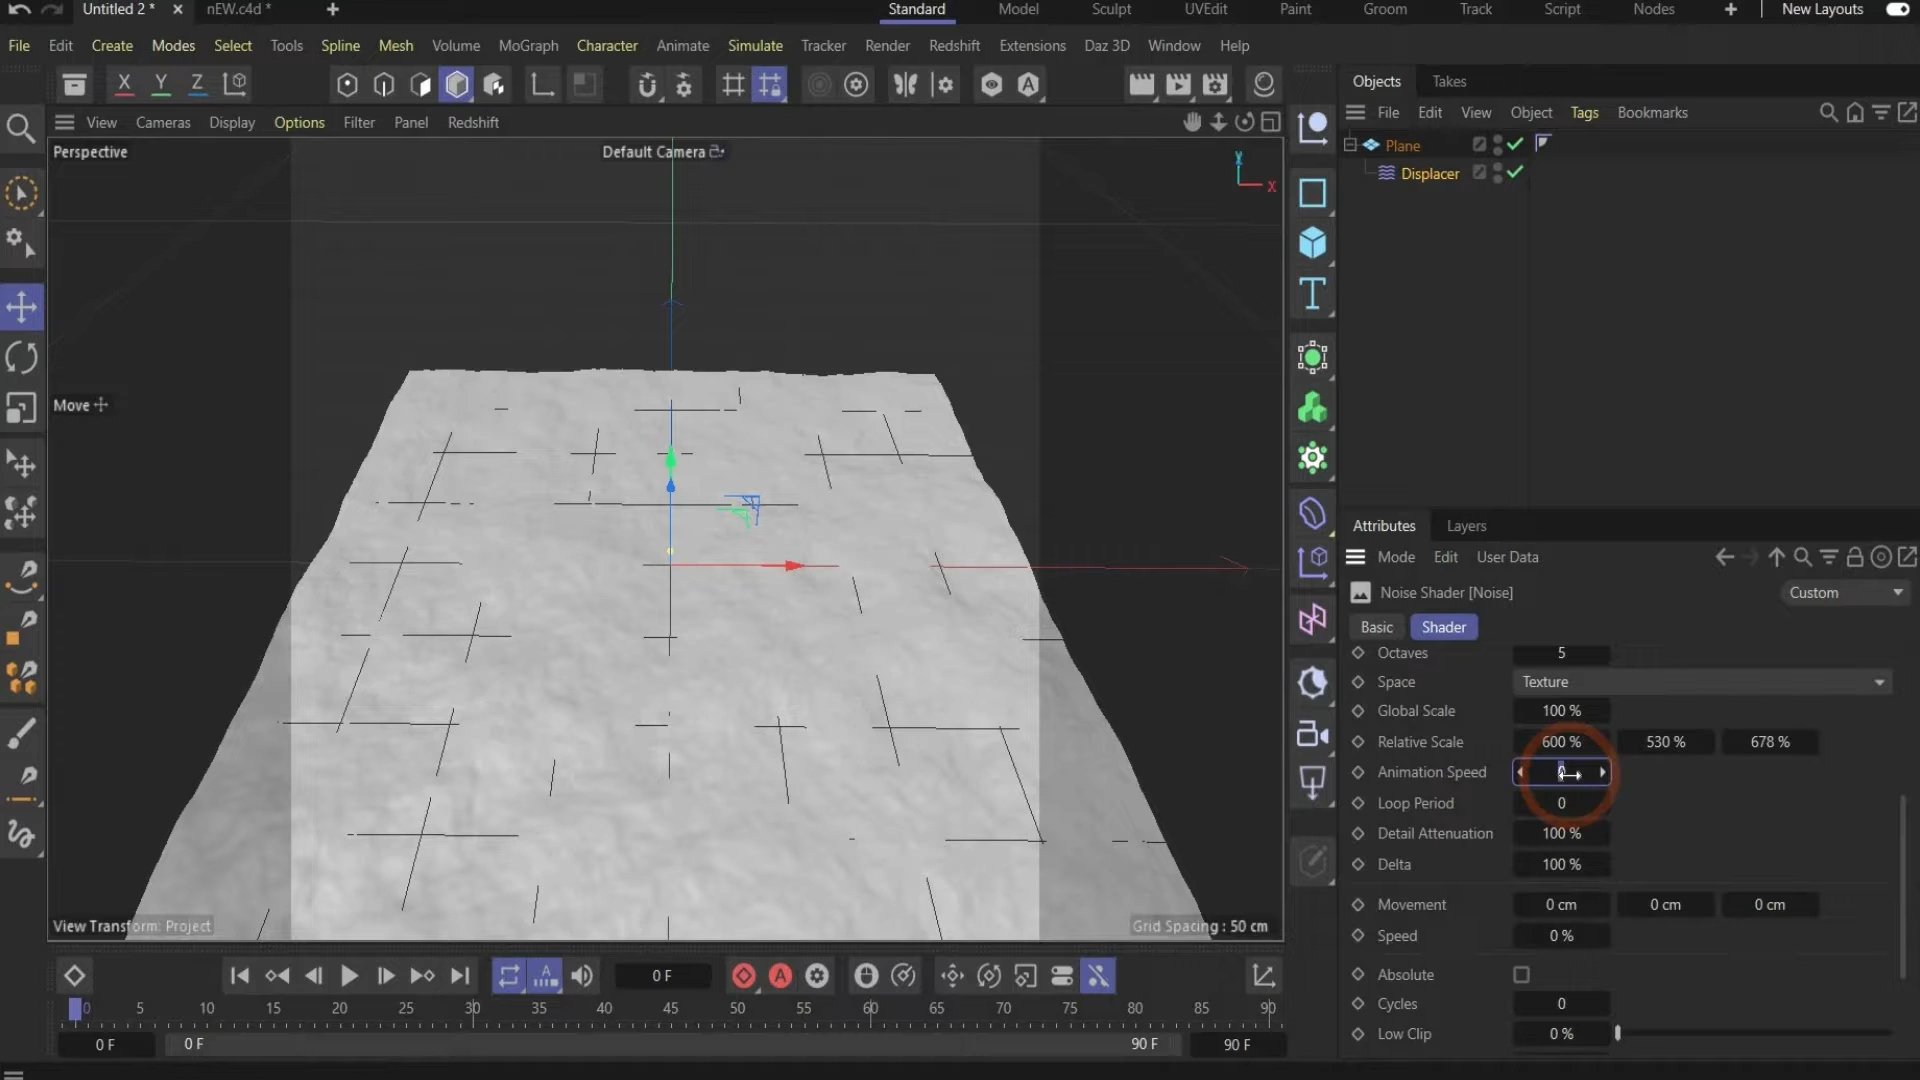 Untitled 2 * × nEW.c4d * + Standard Model Sculpt UVEdit Paint Groom Track Script Nodes + New Layouts
File Edit Create Modes Select Tools Spline Mesh Volume MoGraph Character Animate Simulate Tracker Render Redshift Extensions Daz 3D Window Help
X Y Z A
Objects Takes
File Edit View Object Tags Bookmarks
View Cameras Display Options Filter Panel Redshift
Perspective
Default Camera
Y
X
Plane
Displacer
T
Move
Attributes Layers
Mode Edit User Data
Noise Shader [Noise]
Custom
Basic Shader
Octaves 5
Space Texture
Global Scale 100 %
Relative Scale 600 % 530 % 678 %
Animation Speed
Loop Period 0
Detail Attenuation 100 %
Delta 100 %
Movement 0 cm 0 cm 0 cm
Speed 0 %
Absolute
Cycles 0
Low Clip 0 %
View Transform: Project
Grid Spacing : 50 cm
A
0 F
A
0 5 10 15 20 25 30 35 40 45 50 55 60 65 70 75 80 85 90
0 F 0 F 90 F 90 F